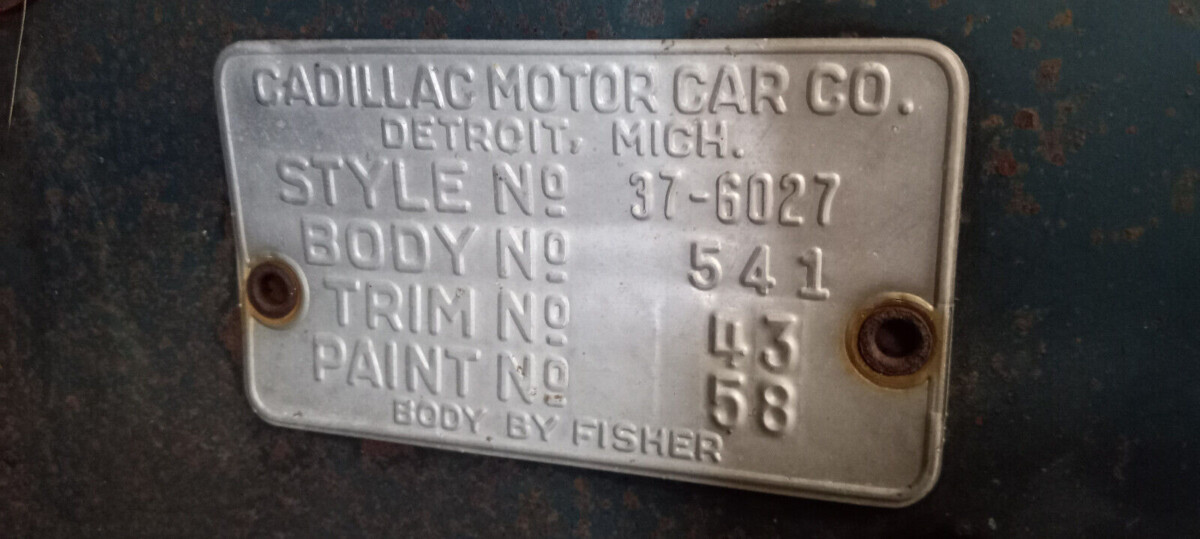 CADILLAC MOTOR CAR CO.
DETROIT, MICH.
STYLE Nº 37-6027
BODY Nº 541
TRIM Nº 43
PAINT Nº 58
BODY BY FISHER